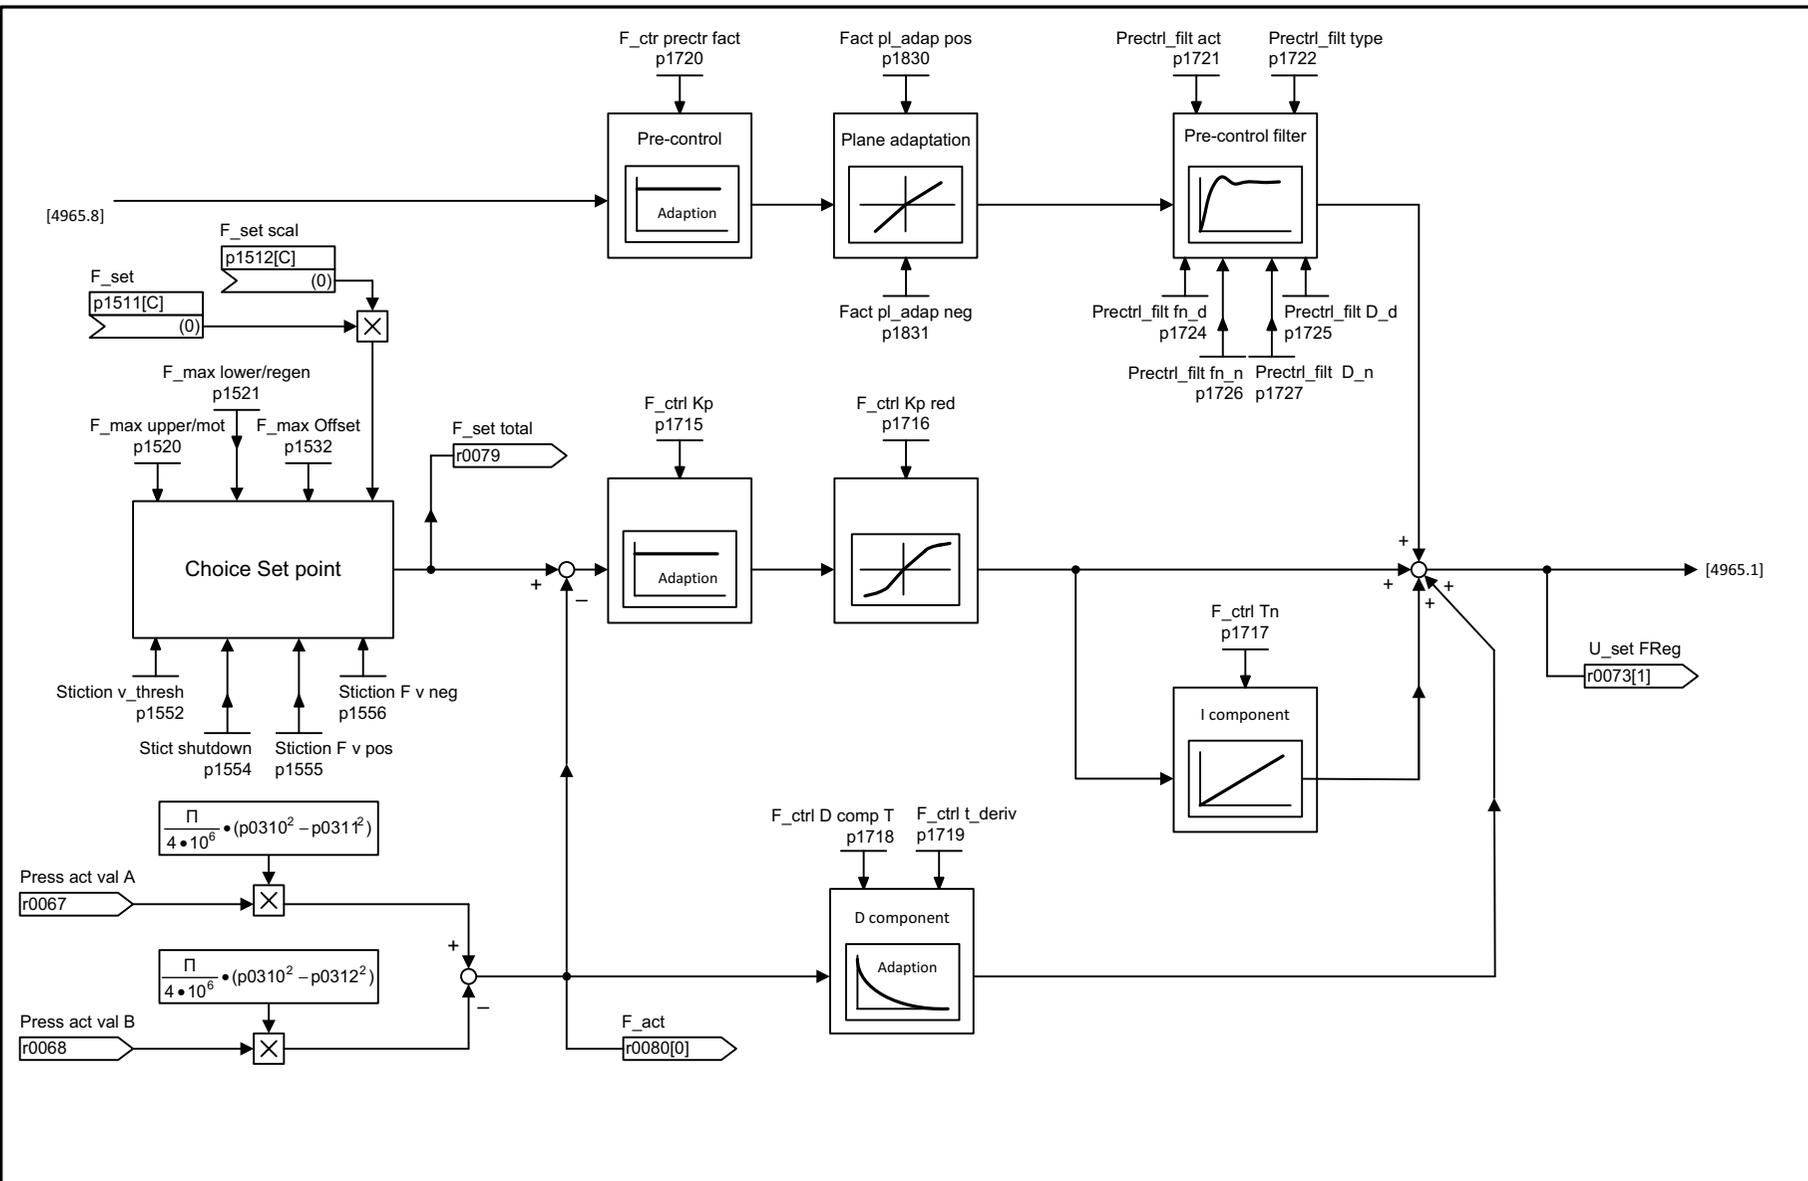 F_ctr prectr fact
p1720
Fact pl_adap pos
p1830
Prectrl_filt act
p1721
Prectrl_filt type
p1722
Pre-control
Adaption
Plane adaptation
Pre-control filter
[4965.8]
F_set scal
p1512[C]
(0)
F_set
p1511[C]
(0)
Fact pl_adap neg
p1831
Prectrl_filt fn_d
p1724
Prectrl_filt D_d
p1725
Prectrl_filt fn_n
p1726
Prectrl_filt D_n
p1727
F_max lower/regen
p1521
F_max upper/mot
p1520
F_max Offset
p1532
F_set total
r0079
F_ctrl Kp
p1715
F_ctrl Kp red
p1716
Choice Set point
+
–
Adaption
+
+
+
+
[4965.1]
F_ctrl Tn
p1717
U_set FReg
r0073[1]
Stiction v_thresh
p1552
Stiction F v neg
p1556
Stict shutdown
p1554
Stiction F v pos
p1555
I component
Π
4•10⁶ •(p0310² – p0311²)
F_ctrl D comp T
p1718
F_ctrl t_deriv
p1719
Press act val A
r0067
+
–
D component
Adaption
Π
4•10⁶ •(p0310² – p0312²)
Press act val B
r0068
F_act
r0080[0]